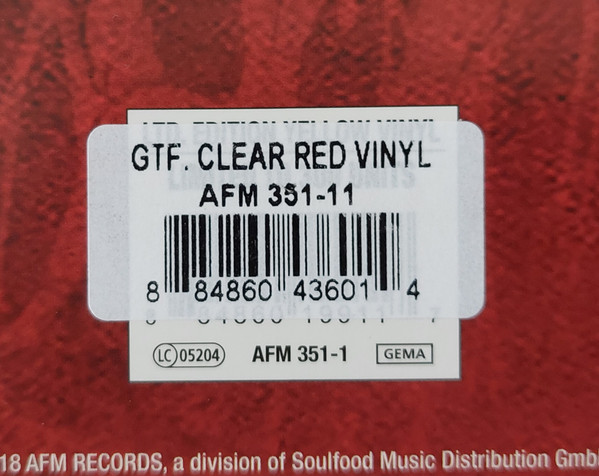 LTD. EDITION YELLOW VINYL
GTF. CLEAR RED VINYL
AFM 351-11
8 84860 43601 4
LC 05204 AFM 351-1 GEMA
18 AFM RECORDS, a division of Soulfood Music Distribution Gmb